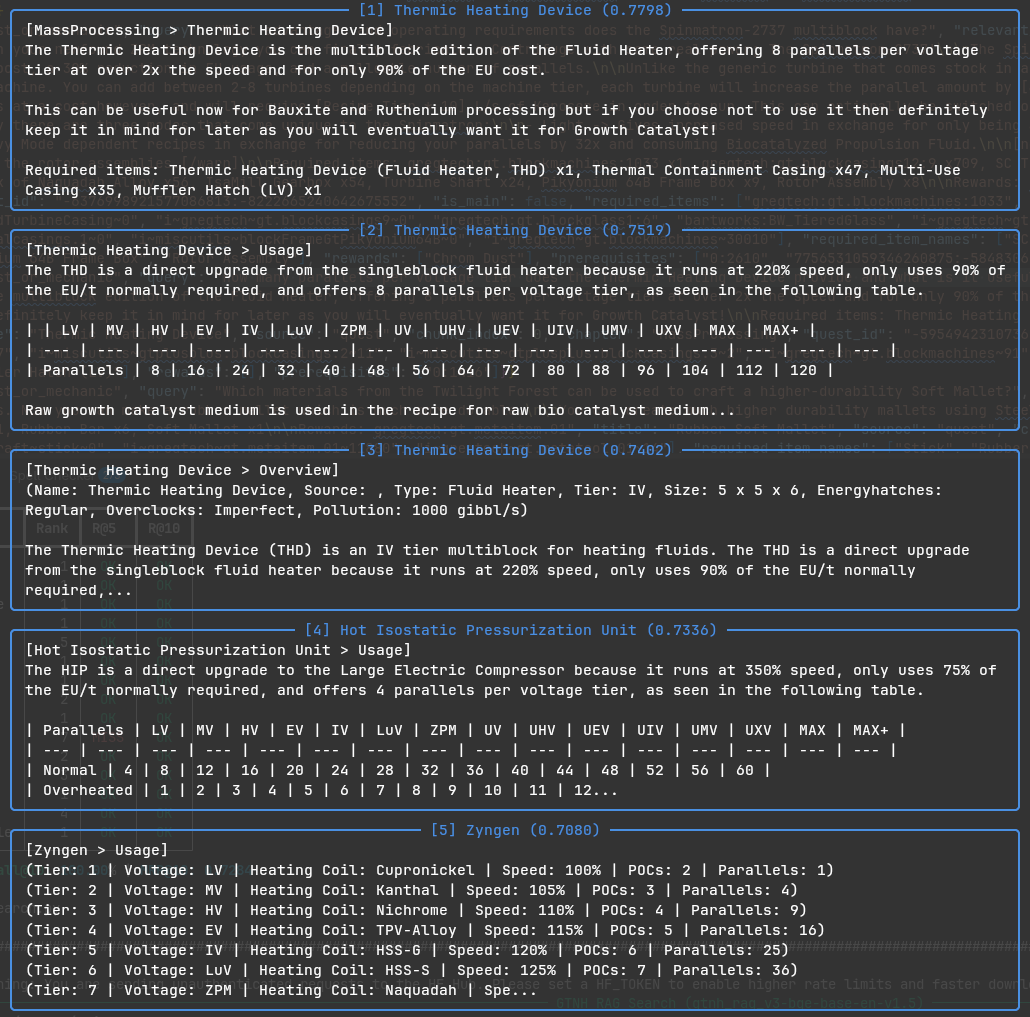 [1] Thermic Heating Device (0.7798)
[MassProcessing > Thermic Heating Device]
The Thermic Heating Device is the multiblock edition of the Fluid Heater, offering 8 parallels per voltage
tier at over 2x the speed and for only 90% of the EU cost.
This can be useful now for Bauxite and Ruthenium processing but if you choose not to use it then definitely
keep it in mind for later as you will eventually want it for Growth Catalyst!
Required items: Thermic Heating Device (Fluid Heater, THD) x1, Thermal Containment Casing x47, Multi-Use
Casing x35, Muffler Hatch (LV) x1
[2] Thermic Heating Device (0.7519)
[Thermic Heating Device > Usage]
The THD is a direct upgrade from the singleblock fluid heater because it runs at 220% speed, only uses 90% of
the EU/t normally required, and offers 8 parallels per voltage tier, as seen in the following table.
| | LV | MV | HV | EV | IV | LuV | ZPM | UV | UHV | UEV | UIV | UMV | UXV | MAX | MAX+ |
| --- | --- | --- | --- | --- | --- | --- | --- | --- | --- | --- | --- | --- | --- | --- | --- |
| Parallels | 8 | 16 | 24 | 32 | 40 | 48 | 56 | 64 | 72 | 80 | 88 | 96 | 104 | 112 | 120 |
Raw growth catalyst medium is used in the recipe for raw bio catalyst medium...
[3] Thermic Heating Device (0.7402)
[Thermic Heating Device > Overview]
(Name: Thermic Heating Device, Source: , Type: Fluid Heater, Tier: IV, Size: 5 x 5 x 6, Energyhatches:
Regular, Overclocks: Imperfect, Pollution: 1000 gibbl/s)
The Thermic Heating Device (THD) is an IV tier multiblock for heating fluids. The THD is a direct upgrade
from the singleblock fluid heater because it runs at 220% speed, only uses 90% of the EU/t normally
required,...
[4] Hot Isostatic Pressurization Unit (0.7336)
[Hot Isostatic Pressurization Unit > Usage]
The HIP is a direct upgrade to the Large Electric Compressor because it runs at 350% speed, only uses 75% of
the EU/t normally required, and offers 4 parallels per voltage tier, as seen in the following table.
| Parallels | LV | MV | HV | EV | IV | LuV | ZPM | UV | UHV | UEV | UIV | UMV | UXV | MAX | MAX+ |
| --- | --- | --- | --- | --- | --- | --- | --- | --- | --- | --- | --- | --- | --- | --- | --- |
| Normal | 4 | 8 | 12 | 16 | 20 | 24 | 28 | 32 | 36 | 40 | 44 | 48 | 52 | 56 | 60 |
| Overheated | 1 | 2 | 3 | 4 | 5 | 6 | 7 | 8 | 9 | 10 | 11 | 12...
[5] Zyngen (0.7080)
[Zyngen > Usage]
(Tier: 1 | Voltage: LV | Heating Coil: Cupronickel | Speed: 100% | POCs: 2 | Parallels: 1)
(Tier: 2 | Voltage: MV | Heating Coil: Kanthal | Speed: 105% | POCs: 3 | Parallels: 4)
(Tier: 3 | Voltage: HV | Heating Coil: Nichrome | Speed: 110% | POCs: 4 | Parallels: 9)
(Tier: 4 | Voltage: EV | Heating Coil: TPV-Alloy | Speed: 115% | POCs: 5 | Parallels: 16)
(Tier: 5 | Voltage: IV | Heating Coil: HSS-G | Speed: 120% | POCs: 6 | Parallels: 25)
(Tier: 6 | Voltage: LuV | Heating Coil: HSS-S | Speed: 125% | POCs: 7 | Parallels: 36)
(Tier: 7 | Voltage: ZPM | Heating Coil: Naquadah | Spe...